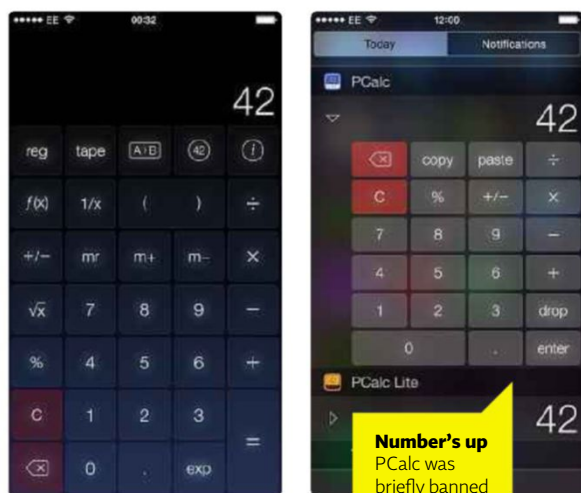 ●●●●● EE 00:32
42
reg tape A›B 42 i
f(x) 1/x ( ) ÷
+/− mr m+ m− ×
√x 7 8 9 −
% 4 5 6 +
C 1 2 3
0 . exp =
●●●●● EE 12:00
Today Notifications
PCalc
42
copy paste ÷
C % +/− ×
7 8 9 −
4 5 6 +
1 2 3 drop
0 . enter
PCalc Lite
42
Number's up
PCalc was
briefly banned